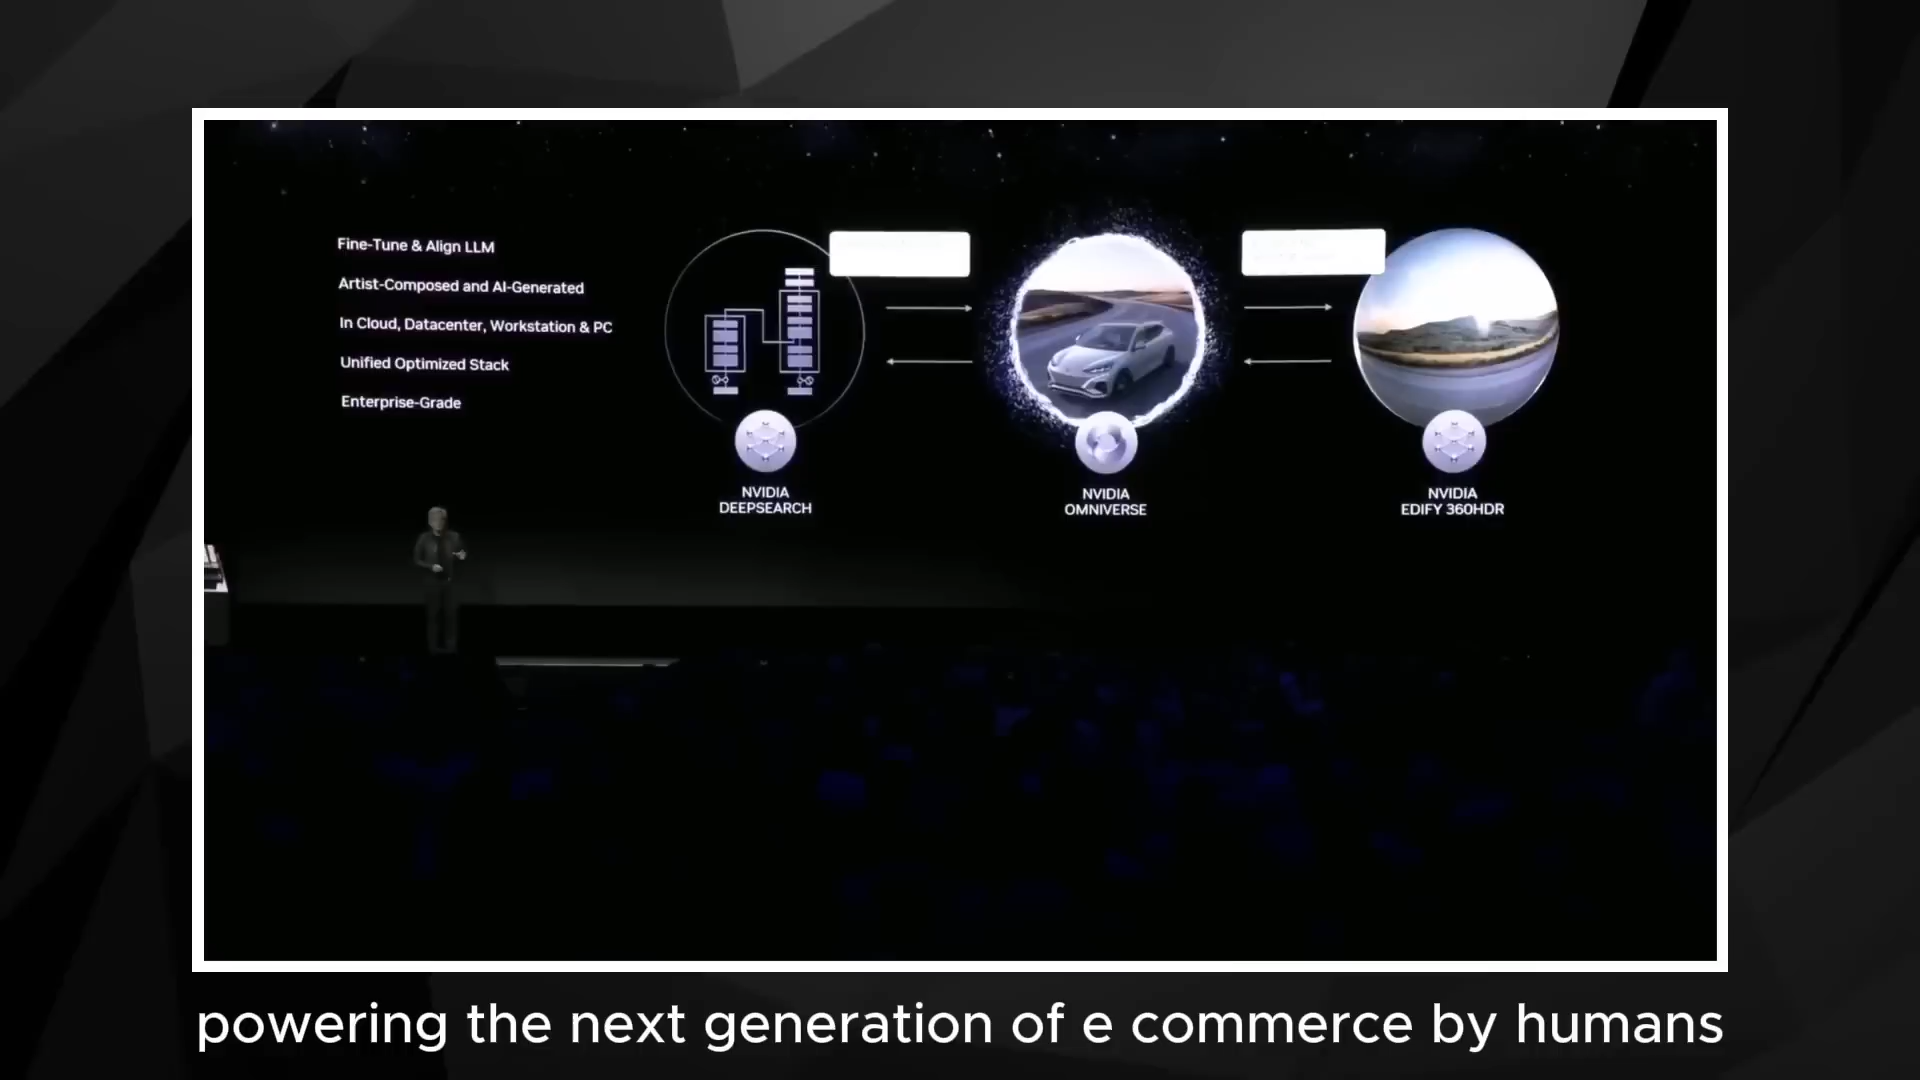 Fine-Tune & Align LLM
Artist-Composed and AI-Generated
In Cloud, Datacenter, Workstation & PC
Unified Optimized Stack
Enterprise-Grade
NVIDIA
DEEPSEARCH
NVIDIA
OMNIVERSE
NVIDIA
EDIFY 360HDR
powering the next generation of e commerce by humans